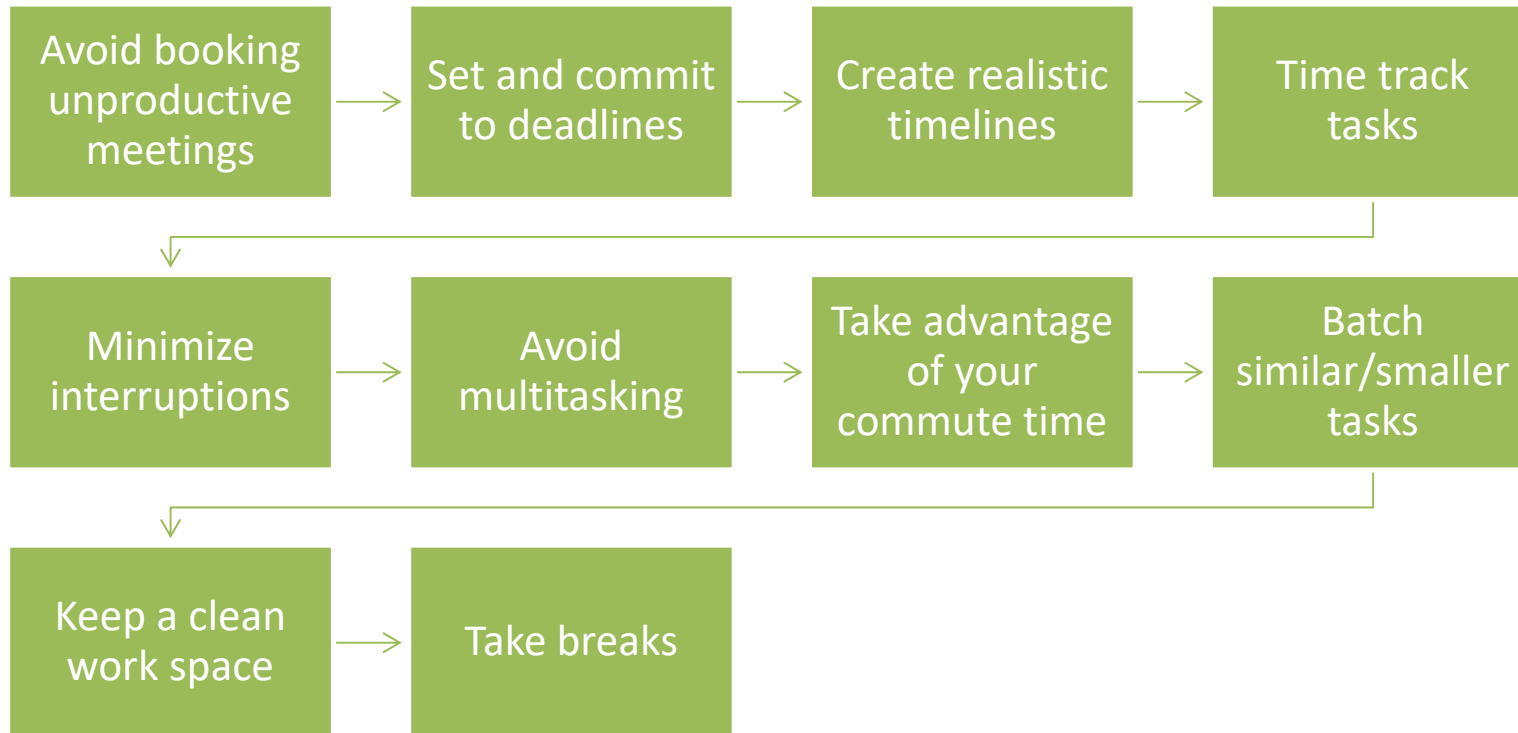 Avoid booking
unproductive
meetings
Set and commit
to deadlines
Create realistic
timelines
Time track
tasks
Minimize
interruptions
Avoid
multitasking
Take advantage
of your
commute time
Batch
similar/smaller
tasks
Keep a clean
work space
Take breaks